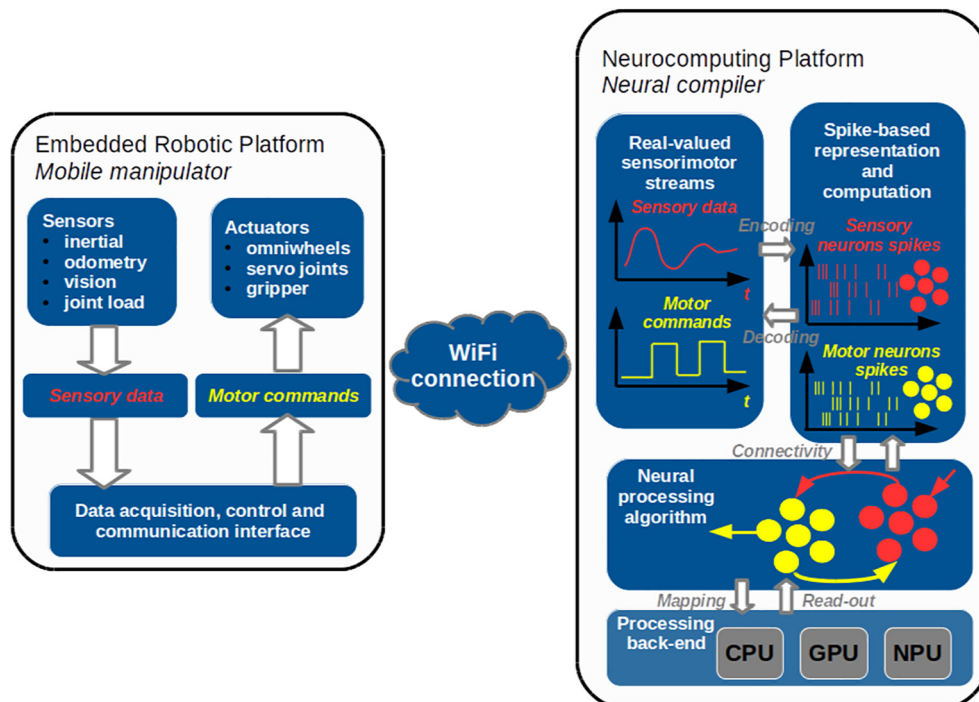 Embedded Robotic Platform
Mobile manipulator
Sensors
• inertial
• odometry
• vision
• joint load
Actuators
• omniwheels
• servo joints
• gripper
Sensory data
Motor commands
Data acquisition, control and
communication interface
WiFi
connection
Neurocomputing Platform
Neural compiler
Real-valued
sensorimotor
streams
Sensory data
t
Motor
commands
t
Encoding
Decoding
Spike-based
representation
and
computation
Sensory
neurons spikes
Motor neurons
spikes
Connectivity
Neural
processing
algorithm
Mapping
Read-out
Processing
back-end
CPU
GPU
NPU